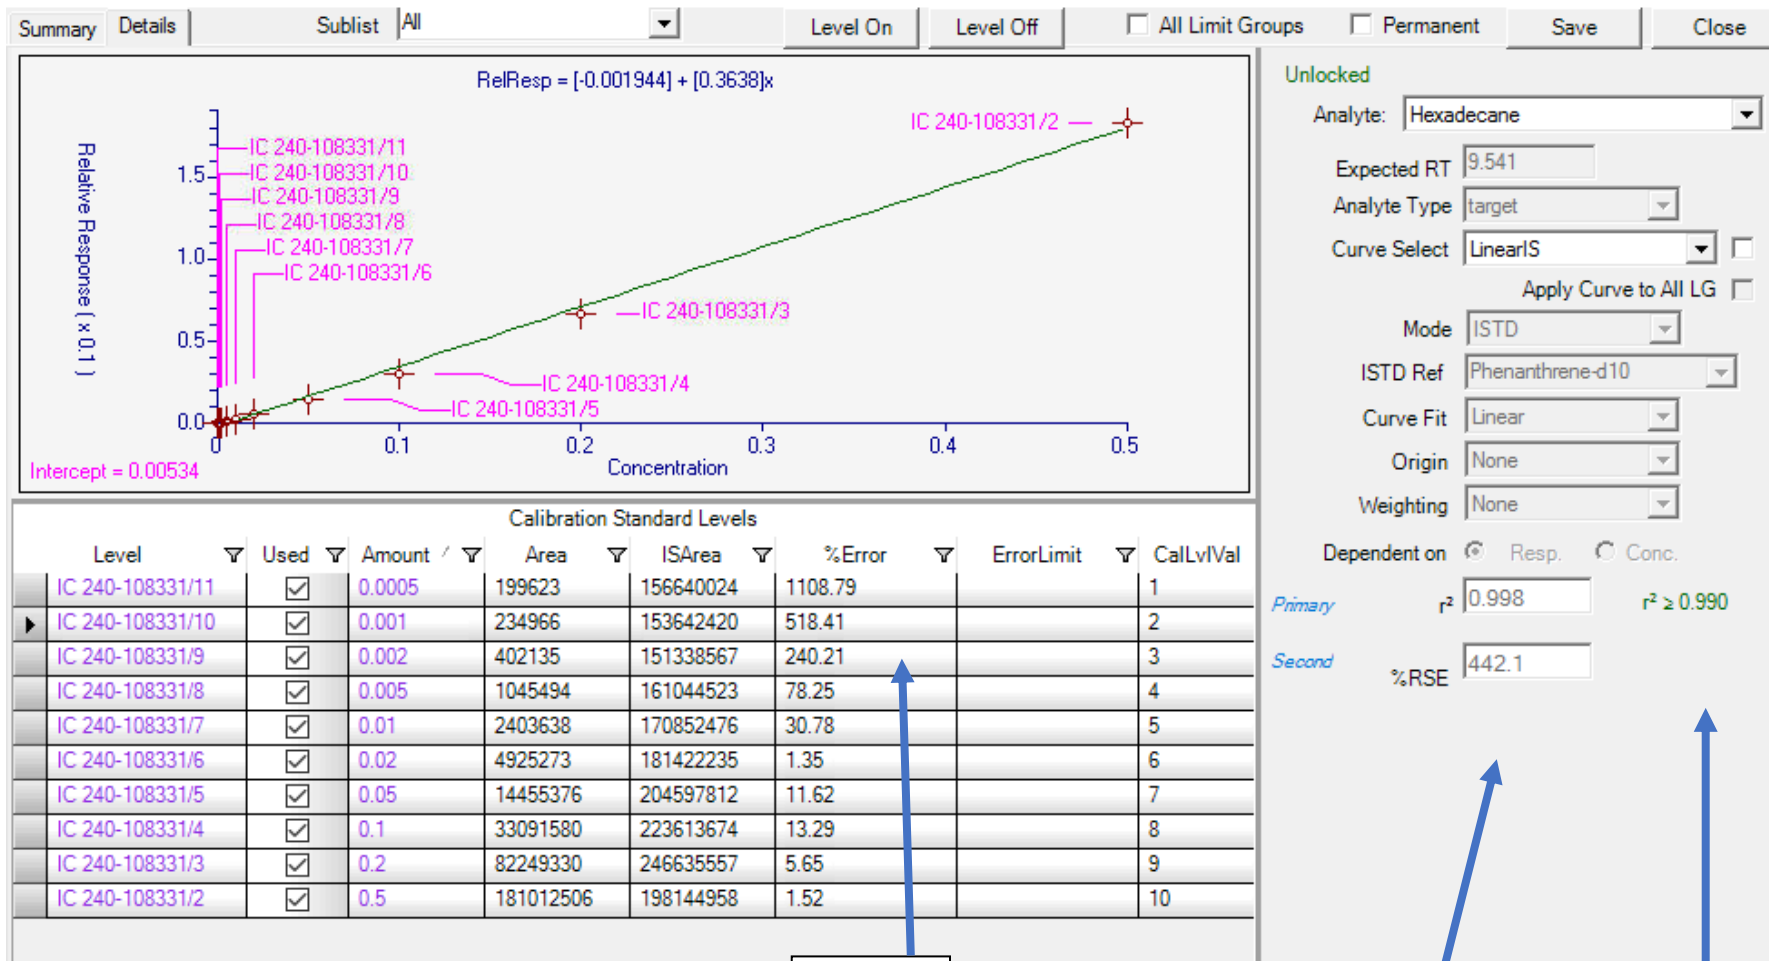 Summary Details Sublist All Level On Level Off All Limit Groups Permanent Save Close
RelResp = [-0.001944] + [0.3638]x
Relative Response ( x 0.1 )
1.5
1.0
0.5
0.0
IC 240-108331/11
IC 240-108331/10
IC 240-108331/9
IC 240-108331/8
IC 240-108331/7
IC 240-108331/6
IC 240-108331/2
IC 240-108331/3
IC 240-108331/4
IC 240-108331/5
0 0.1 0.2 0.3 0.4 0.5
Concentration
Intercept = 0.00534
Unlocked
Analyte: Hexadecane
Expected RT 9.541
Analyte Type target
Curve Select LinearIS
Apply Curve to All LG
Mode ISTD
ISTD Ref Phenanthrene-d10
Curve Fit Linear
Origin None
Weighting None
Dependent on Resp. Conc.
Primary r² 0.998 r² ≥ 0.990
Second %RSE 442.1
Calibration Standard Levels
Level Used Amount Area ISArea %Error ErrorLimit CalLvlVal
IC 240-108331/11 0.0005 199623 156640024 1108.79 1
IC 240-108331/10 0.001 234966 153642420 518.41 2
IC 240-108331/9 0.002 402135 151338567 240.21 3
IC 240-108331/8 0.005 1045494 161044523 78.25 4
IC 240-108331/7 0.01 2403638 170852476 30.78 5
IC 240-108331/6 0.02 4925273 181422235 1.35 6
IC 240-108331/5 0.05 14455376 204597812 11.62 7
IC 240-108331/4 0.1 33091580 223613674 13.29 8
IC 240-108331/3 0.2 82249330 246635557 5.65 9
IC 240-108331/2 0.5 181012506 198144958 1.52 10